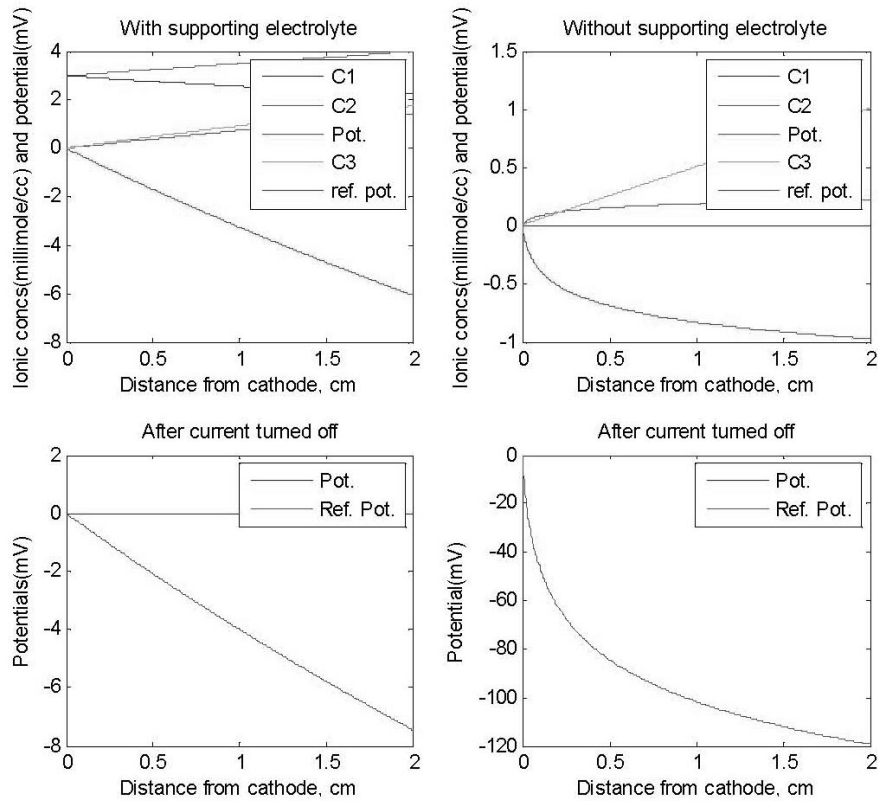 With supporting electrolyte
4
2
0
-2
-4
-6
-8
Ionic concs(millimole/cc) and potential(mV)
C1
C2
Pot.
C3
ref. pot.
0 0.5 1 1.5 2
Distance from cathode, cm
Without supporting electrolyte
1.5
1
0.5
0
-0.5
-1
Ionic concs(millimole/cc) and potential(mV)
C1
C2
Pot.
C3
ref. pot.
0 0.5 1 1.5 2
Distance from cathode, cm
After current turned off
2
0
-2
-4
-6
-8
Potentials(mV)
Pot.
Ref. Pot.
0 0.5 1 1.5 2
Distance from cathode, cm
After current turned off
0
-20
-40
-60
-80
-100
-120
Potential(mV)
Pot.
Ref. Pot.
0 0.5 1 1.5 2
Distance from cathode, cm